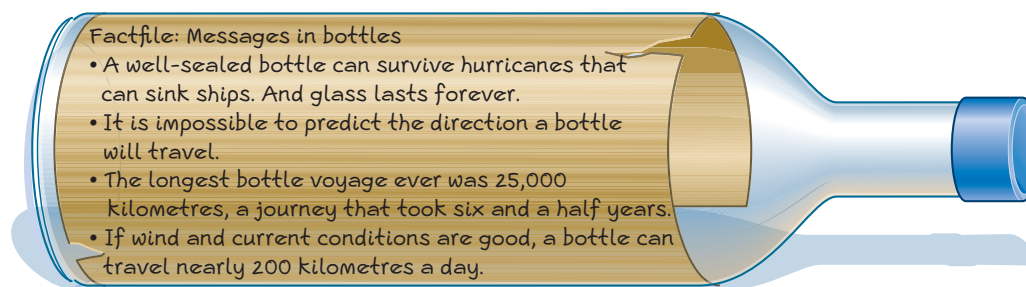 Factfile: Messages in bottles
• A well-sealed bottle can survive hurricanes that
can sink ships. And glass lasts forever.
• It is impossible to predict the direction a bottle
will travel.
• The longest bottle voyage ever was 25,000
kilometres, a journey that took six and a half years.
• If wind and current conditions are good, a bottle can
travel nearly 200 kilometres a day.